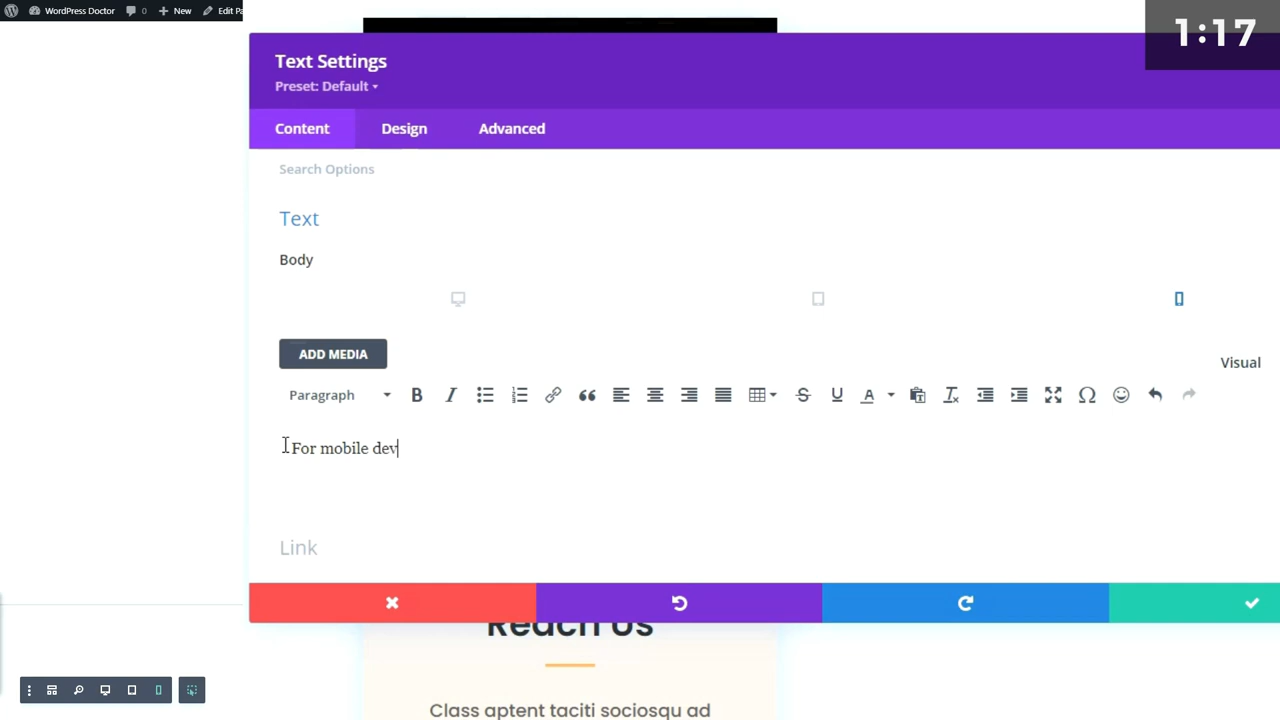 WordPress Doctor 0 New Edit Pa
1:17
Text Settings
Preset: Default
Content Design Advanced
Search Options
Text
Body
ADD MEDIA
Visual
Paragraph
For mobile dev
Link
Reach Us
Class aptent taciti sociosqu ad